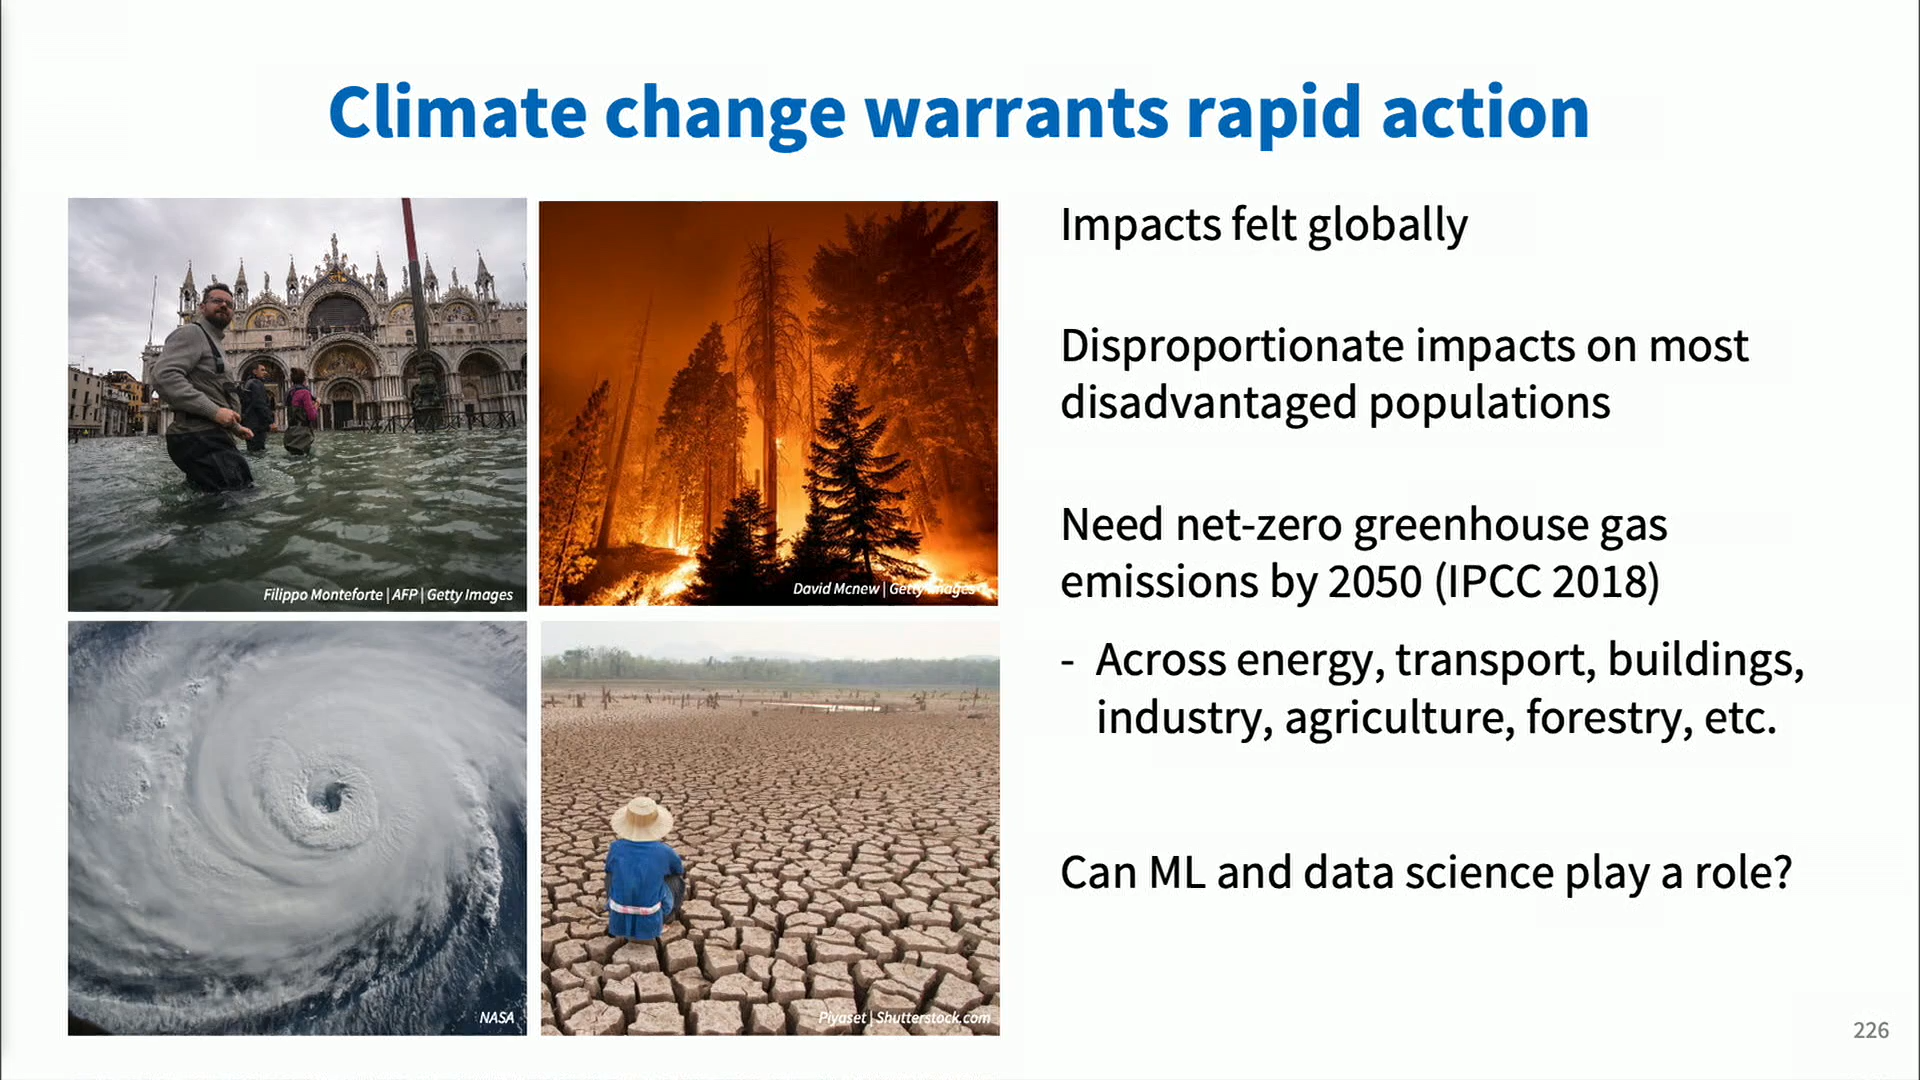 Climate change warrants rapid action
Filippo Monteforte | AFP | Getty Images
David Mcnew | Getty Images
NASA
Piyaset | Shutterstock.com
Impacts felt globally
Disproportionate impacts on most
disadvantaged populations
Need net-zero greenhouse gas
emissions by 2050 (IPCC 2018)
- Across energy, transport, buildings,
industry, agriculture, forestry, etc.
Can ML and data science play a role?
226